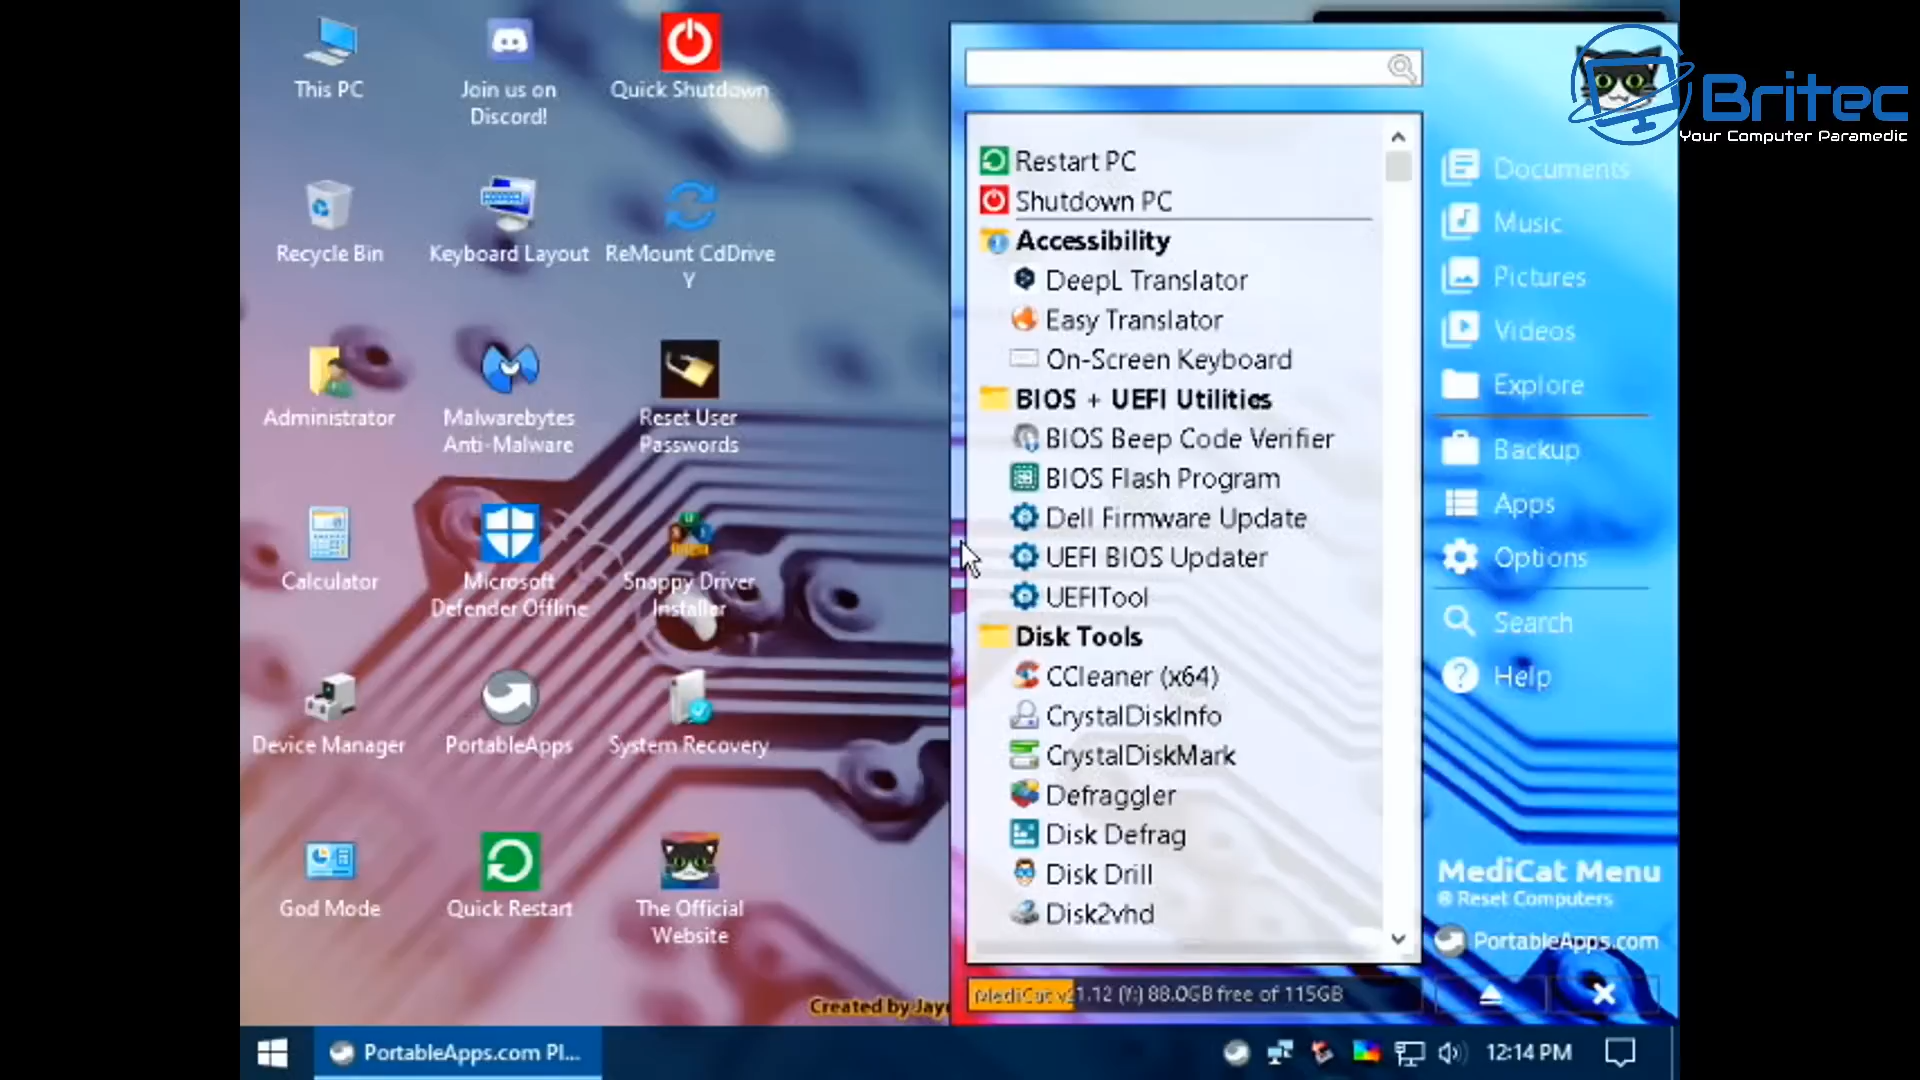 This PC
Join us on
Discord!
Quick Shutdown
Recycle Bin
Keyboard Layout
ReMount CdDrive
Y
Administrator
Malwarebytes
Anti-Malware
Reset User
Passwords
Calculator
Microsoft
Defender Offline
Snappy Driver
Installer
Device Manager
PortableApps
System Recovery
God Mode
Quick Restart
The Official
Website
Created by Jay
Restart PC
Shutdown PC
Accessibility
DeepL Translator
Easy Translator
On-Screen Keyboard
BIOS + UEFI Utilities
BIOS Beep Code Verifier
BIOS Flash Program
Dell Firmware Update
UEFI BIOS Updater
UEFITool
Disk Tools
CCleaner (x64)
CrystalDiskInfo
CrystalDiskMark
Defraggler
Disk Defrag
Disk Drill
Disk2vhd
MediCat v21.12 (Y:) 88.0GB free of 115GB
Britec
Your Computer Paramedic
Documents
Music
Pictures
Videos
Explore
Backup
Apps
Options
Search
Help
MediCat Menu
® Reset Computers
PortableApps.com
PortableApps.com Pl...
12:14 PM